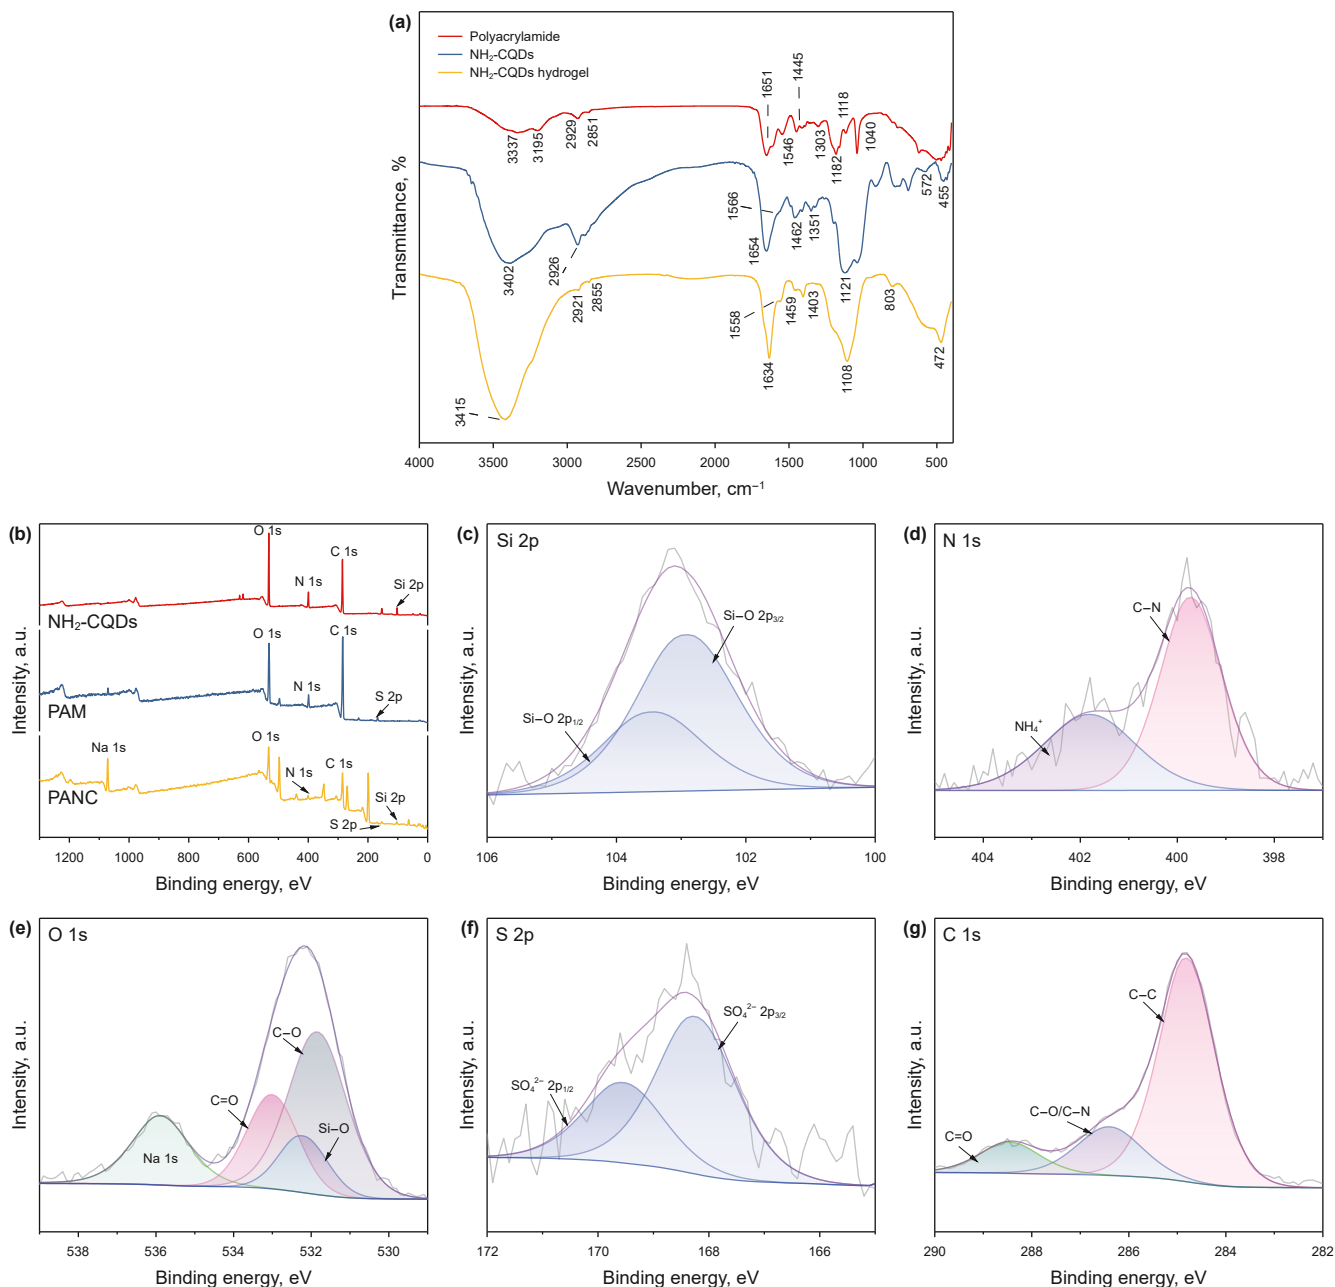 (a)
Polyacrylamide
NH₂-CQDs
NH₂-CQDs hydrogel
Transmittance, %
3337
3195
2929
2851
1651
1546
1445
1303
1182
1118
1040
3402
2926
1566
1654
1462
1351
1121
572
455
3415
2921
2855
1558
1634
1459
1403
1108
803
472
4000 3500 3000 2500 2000 1500 1000 500
Wavenumber, cm⁻¹
(b)
O 1s
C 1s
N 1s
Si 2p
NH₂-CQDs
O 1s
C 1s
N 1s
S 2p
PAM
Na 1s
O 1s
N 1s
C 1s
Si 2p
S 2p
PANC
Intensity, a.u.
1200 1000 800 600 400 200 0
Binding energy, eV
(c)
Si 2p
Si–O 2p₃/₂
Si–O 2p₁/₂
Intensity, a.u.
106 104 102 100
Binding energy, eV
(d)
N 1s
C–N
NH₄⁺
Intensity, a.u.
404 402 400 398
Binding energy, eV
(e)
O 1s
C–O
C=O
Si–O
Na 1s
Intensity, a.u.
538 536 534 532 530
Binding energy, eV
(f)
S 2p
SO₄²⁻ 2p₃/₂
SO₄²⁻ 2p₁/₂
Intensity, a.u.
172 170 168 166
Binding energy, eV
(g)
C 1s
C–C
C–O/C–N
C=O
Intensity, a.u.
290 288 286 284 282
Binding energy, eV